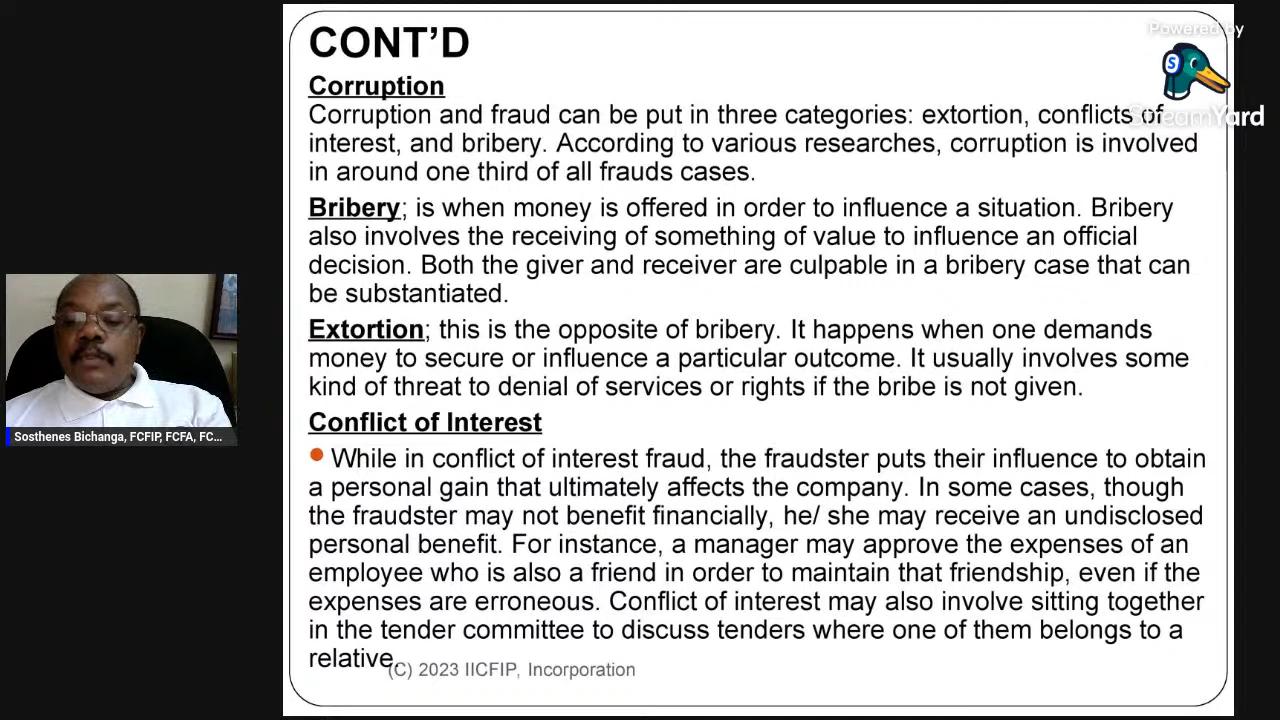 CONT’D
Powered by
S
StreamYard
Corruption
Corruption and fraud can be put in three categories: extortion, conflicts of
interest, and bribery. According to various researches, corruption is involved
in around one third of all frauds cases.
Bribery; is when money is offered in order to influence a situation. Bribery
also involves the receiving of something of value to influence an official
decision. Both the giver and receiver are culpable in a bribery case that can
be substantiated.
Extortion; this is the opposite of bribery. It happens when one demands
money to secure or influence a particular outcome. It usually involves some
kind of threat to denial of services or rights if the bribe is not given.
Conflict of Interest
While in conflict of interest fraud, the fraudster puts their influence to obtain
a personal gain that ultimately affects the company. In some cases, though
the fraudster may not benefit financially, he/ she may receive an undisclosed
personal benefit. For instance, a manager may approve the expenses of an
employee who is also a friend in order to maintain that friendship, even if the
expenses are erroneous. Conflict of interest may also involve sitting together
in the tender committee to discuss tenders where one of them belongs to a
relative.
(C) 2023 IICFIP, Incorporation
Sosthenes Bichanga, FCFIP, FCFA, FC...